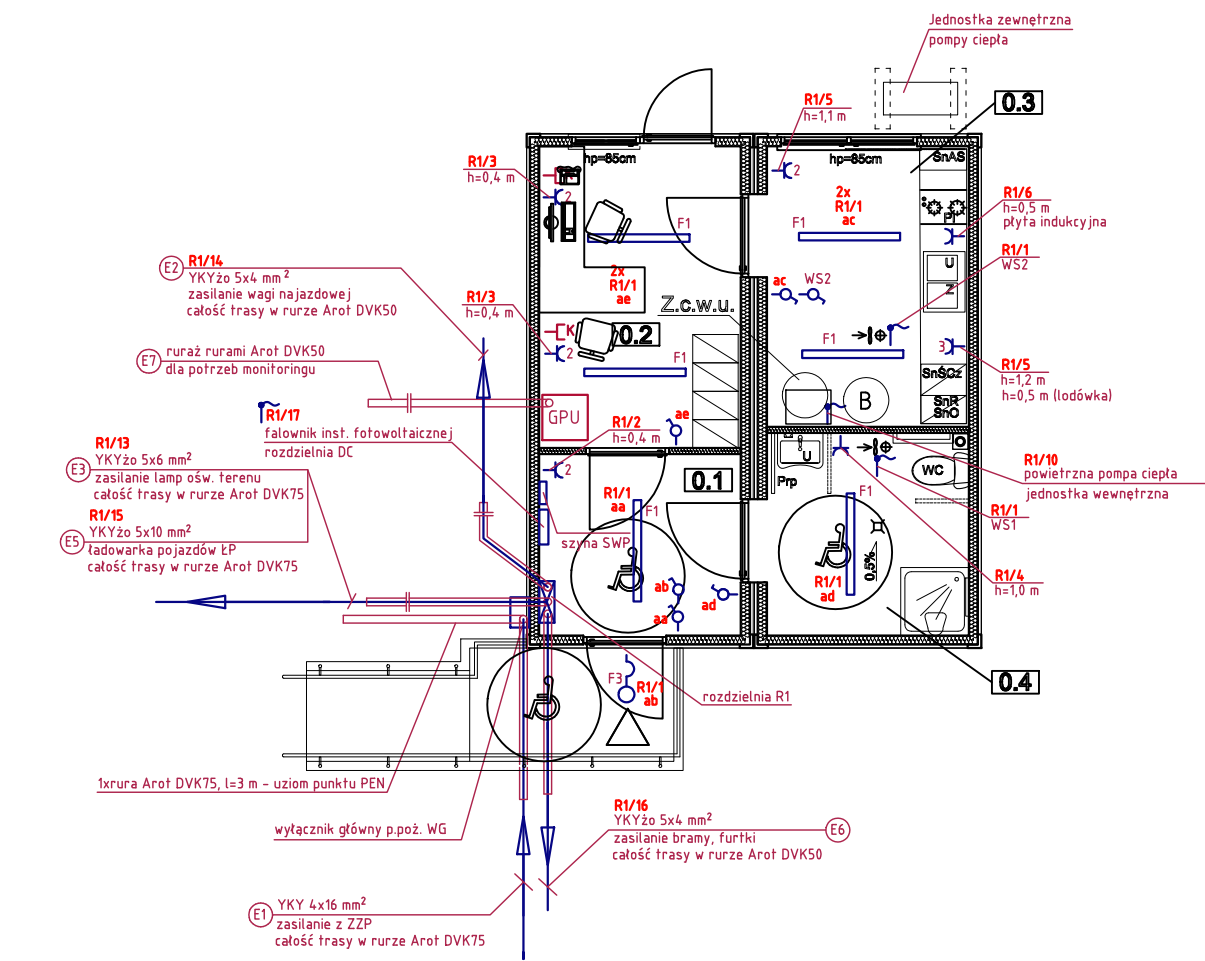 Jednostka zewnętrzna
pompy ciepła
0.3
R1/5
h=1,1 m
hp=85cm
hp=85cm
SnAS
R1/3
h=0,4 m
2
2
2x
R1/1
ac
R1/6
h=0,5 m
płyta indukcyjna
Pł
F1
F1
R1/1
WS2
U
Z
E2
R1/14
YKYżo 5x4 mm²
zasilanie wagi najazdowej
całość trasy w rurze Arot DVK50
2x
R1/1
ae
ac
WS2
R1/3
h=0,4 m
Z.c.w.u.
K
0.2
2
F1
F1
3
E7
ruraż rurami Arot DVK50
dla potrzeb monitoringu
R1/5
h=1,2 m
h=0,5 m (lodówka)
SnŚCz
SnR
SnO
B
GPU
ae
R1/17
falownik inst. fotowoltaicznej
rozdzielnia DC
R1/2
h=0,4 m
2
R1/13
YKYżo 5x6 mm²
E3
zasilanie lamp ośw. terenu
całość trasy w rurze Arot DVK75
R1/15
YKYżo 5x10 mm²
E5
ładowarka pojazdów ŁP
całość trasy w rurze Arot DVK75
0.1
U
Prp
WC
R1/10
powietrzna pompa ciepła
jednostka wewnętrzna
R1/1
aa
F1
F1
szyna SWP
R1/1
WS1
0,5%
R1/4
h=1,0 m
R1/1
ad
ab
ad
aa
F3
R1/1
ab
0.4
rozdzielnia R1
1xrura Arot DVK75, l=3 m - uziom punktu PEN
wyłącznik główny p.poż. WG
R1/16
YKYżo 5x4 mm²
E6
zasilanie bramy, furtki
całość trasy w rurze Arot DVK50
E1
YKY 4x16 mm²
zasilanie z ZZP
całość trasy w rurze Arot DVK75